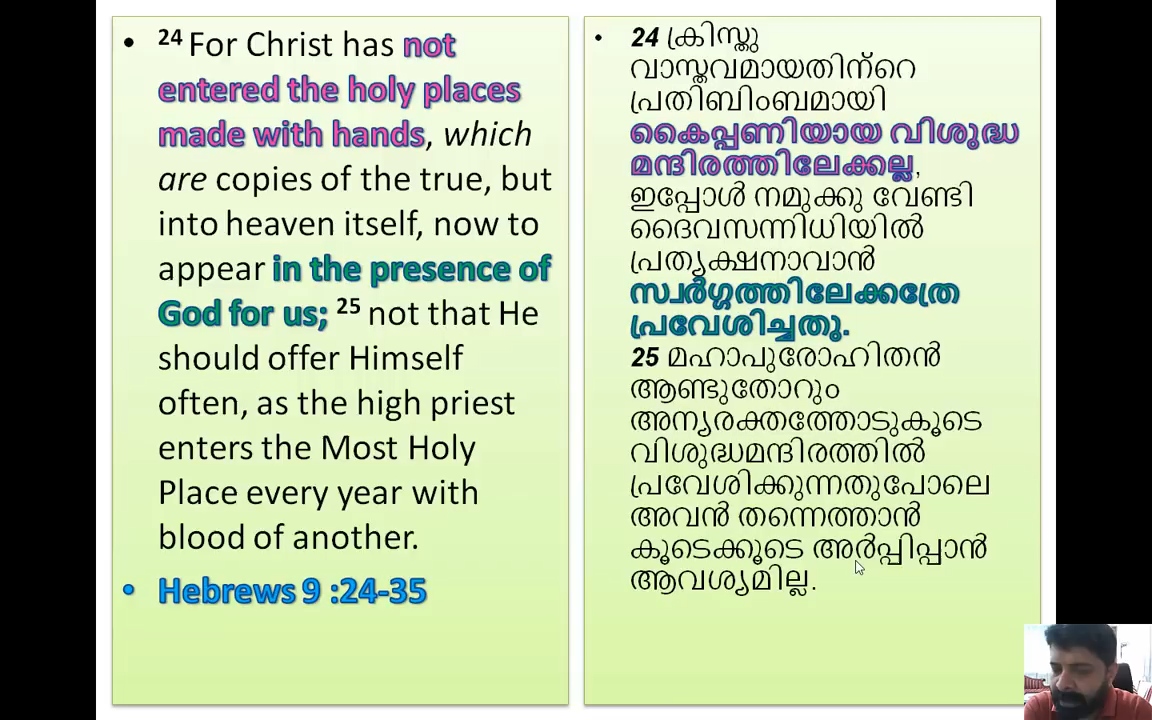 • 24 For Christ has not
entered the holy places
made with hands, which
are copies of the true, but
into heaven itself, now to
appear in the presence of
God for us; 25 not that He
should offer Himself
often, as the high priest
enters the Most Holy
Place every year with
blood of another.
• Hebrews 9 :24-35
• 24 ക്രിസ്തു
വാസ്തവമായതിന്റെ
പ്രതിബിംബമായി
കൈപ്പണിയായ വിശുദ്ധ
മന്ദിരത്തിലേക്കല്ല,
ഇപ്പോൾ നമുക്കു വേണ്ടി
ദൈവസന്നിധിയിൽ
പ്രത്യക്ഷനാവാൻ
സ്വർഗ്ഗത്തിലേക്കത്രേ
പ്രവേശിച്ചതു.
25 മഹാപുരോഹിതൻ
ആണ്ടുതോറും
അന്യരക്തത്തോടുകൂടെ
വിശുദ്ധമന്ദിരത്തിൽ
പ്രവേശിക്കുന്നതുപോലെ
അവൻ തന്നെത്താൻ
കൂടെക്കൂടെ അർപ്പിപ്പാൻ
ആവശ്യമില്ല.